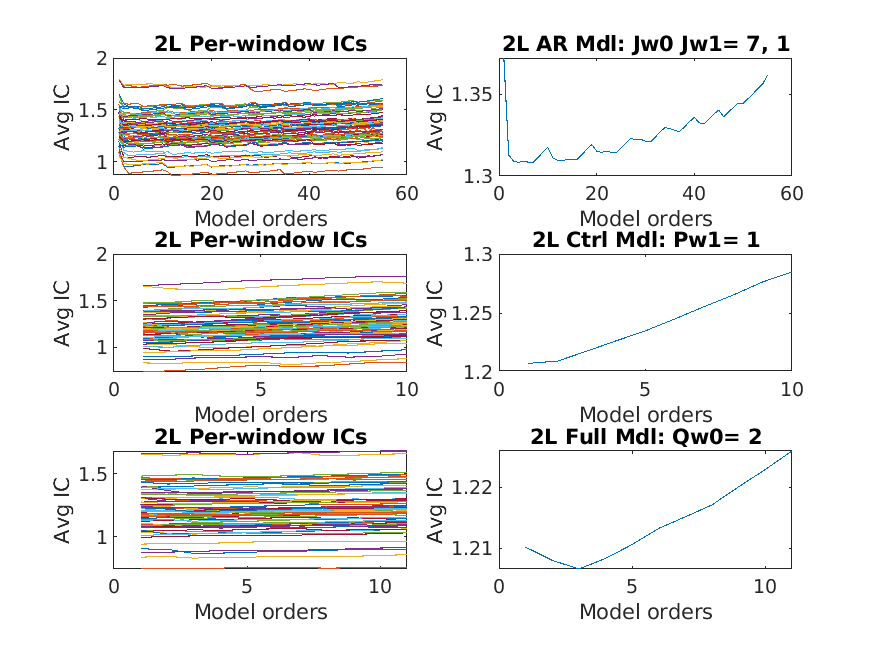 2L Per-window ICs
2
1.5
1
Avg IC
0 20 40 60
Model orders
2L AR Mdl: Jw0 Jw1= 7, 1
1.35
1.3
Avg IC
0 20 40 60
Model orders
2L Per-window ICs
2
1.5
1
Avg IC
0 5 10
Model orders
2L Ctrl Mdl: Pw1= 1
1.3
1.25
1.2
Avg IC
0 5 10
Model orders
2L Per-window ICs
1.5
1
Avg IC
0 5 10
Model orders
2L Full Mdl: Qw0= 2
1.22
1.21
Avg IC
0 5 10
Model orders